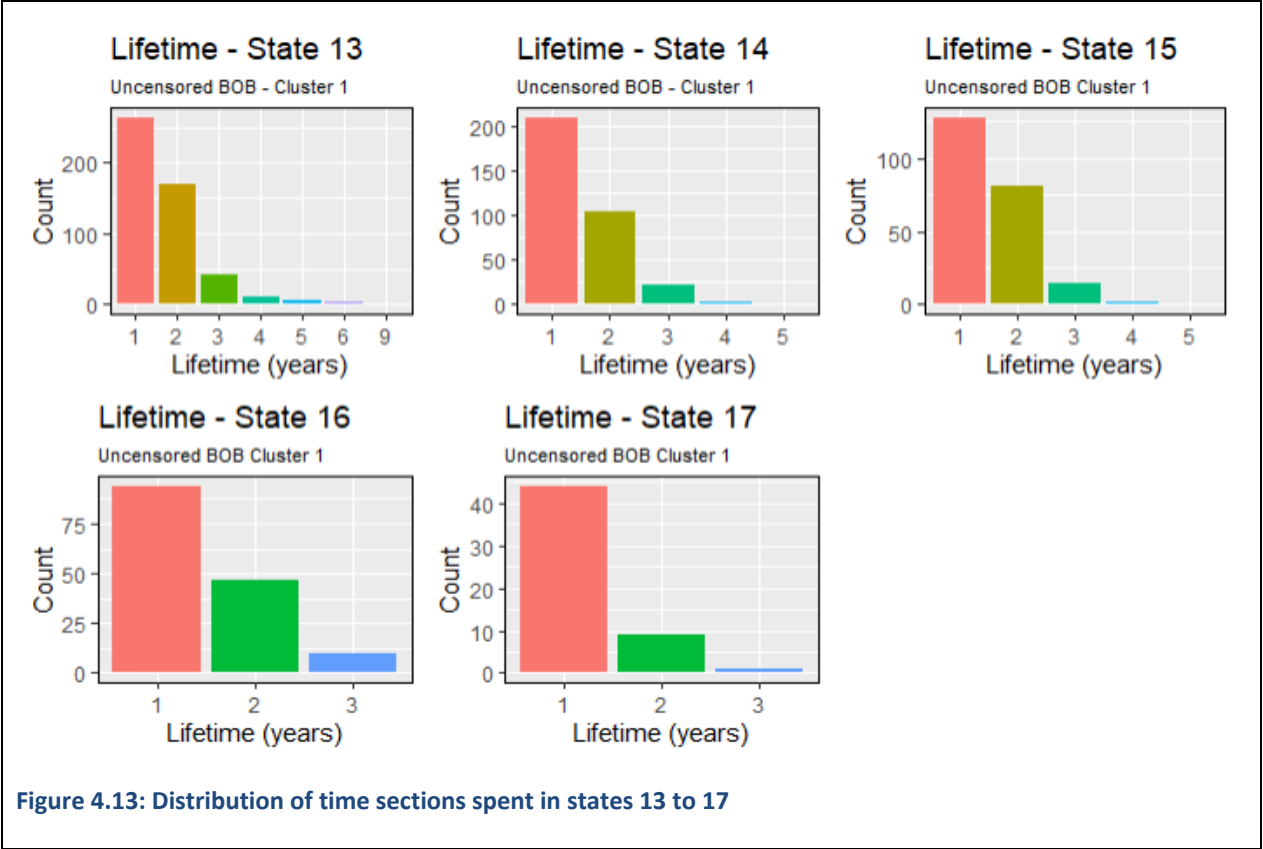 Lifetime - State 13
Uncensored BOB - Cluster 1
Count
200
100
0
1 2 3 4 5 6 9
Lifetime (years)
Lifetime - State 14
Uncensored BOB - Cluster 1
Count
200
150
100
50
0
1 2 3 4 5
Lifetime (years)
Lifetime - State 15
Uncensored BOB Cluster 1
Count
100
50
0
1 2 3 4 5
Lifetime (years)
Lifetime - State 16
Uncensored BOB Cluster 1
Count
75
50
25
0
1 2 3
Lifetime (years)
Lifetime - State 17
Uncensored BOB Cluster 1
Count
40
30
20
10
0
1 2 3
Lifetime (years)
Figure 4.13: Distribution of time sections spent in states 13 to 17